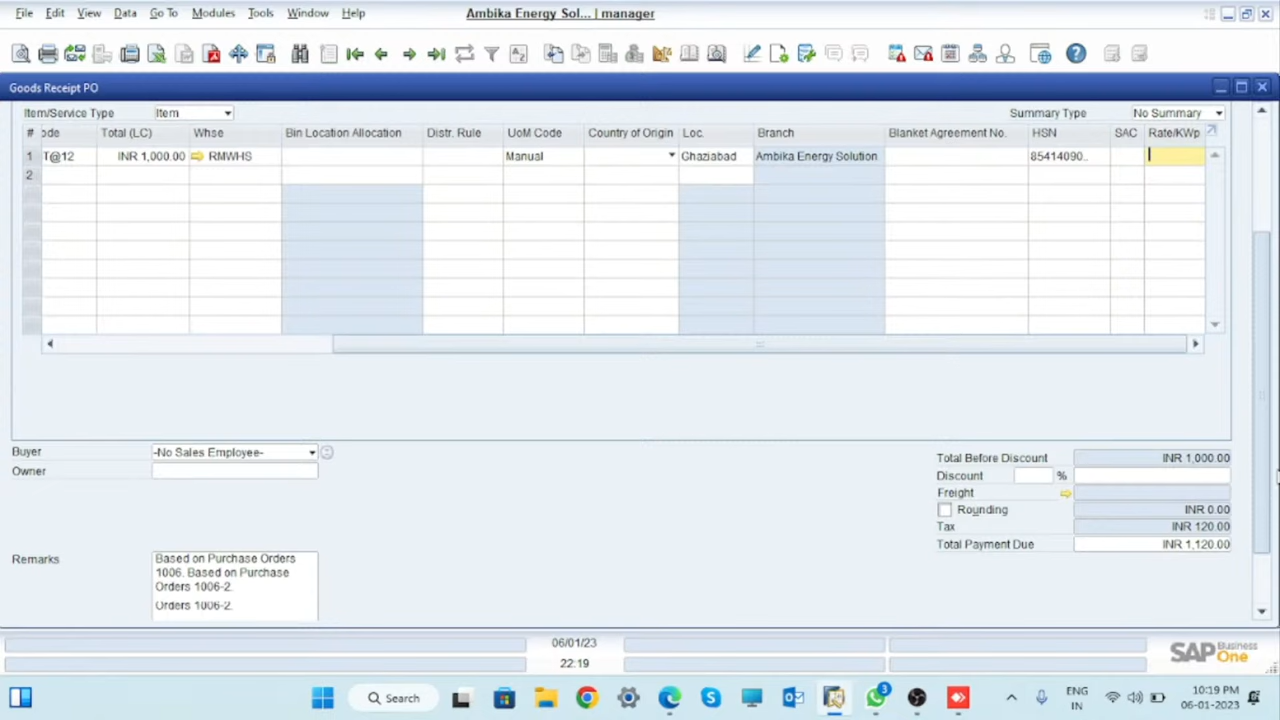 File Edit View Data Go To Modules Tools Window Help Ambika Energy Sol... | manager
Goods Receipt PO
Item/Service Type Item Summary Type No Summary
# ode Total (LC) Whse Bin Location Allocation Distr. Rule UoM Code Country of Origin Loc. Branch Blanket Agreement No. HSN SAC Rate/KWp
1 T@12 INR 1,000.00 RMWHS Manual Ghaziabad Ambika Energy Solution 85414090..
2
Buyer -No Sales Employee-
Owner
Total Before Discount INR 1,000.00
Discount %
Freight
Rounding INR 0.00
Tax INR 120.00
Total Payment Due INR 1,120.00
Remarks Based on Purchase Orders
1006. Based on Purchase
Orders 1006-2.
Orders 1006-2.
06/01/23
22:19
SAP Business One
Search
3
ENG
IN
10:19 PM
06-01-2023